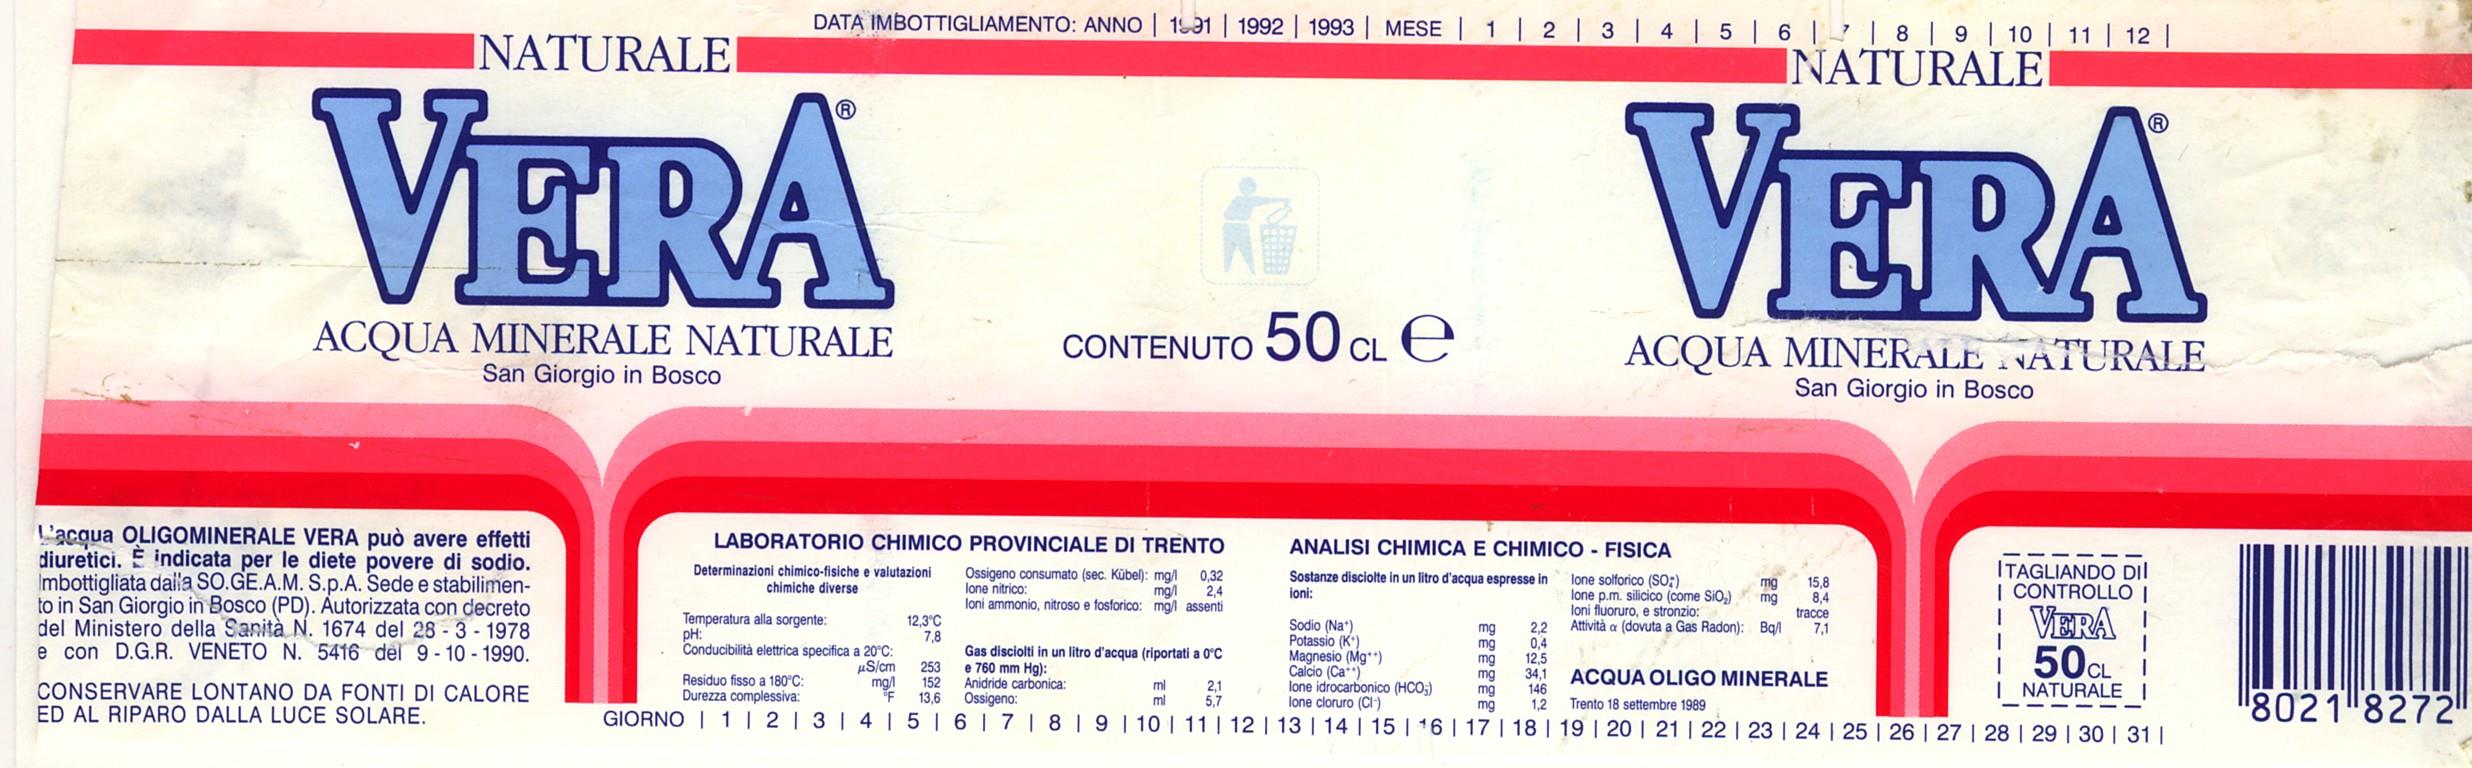 DATA IMBOTTIGLIAMENTO: ANNO | 1991 | 1992 | 1993 | MESE | 1 | 2 | 3 | 4 | 5 | 6 | 7 | 8 | 9 | 10 | 11 | 12 |
NATURALE
VERA®
ACQUA MINERALE NATURALE
San Giorgio in Bosco
CONTENUTO 50 CL ℮
NATURALE
VERA®
ACQUA MINERALE NATURALE
San Giorgio in Bosco
L'acqua OLIGOMINERALE VERA può avere effetti
diuretici. È indicata per le diete povere di sodio.
Imbottigliata dalla SO.GE.A.M. S.p.A. Sede e stabilimen-
to in San Giorgio in Bosco (PD). Autorizzata con decreto
del Ministero della Sanità N. 1674 del 28 - 3 - 1978
e con D.G.R. VENETO N. 5416 del 9 - 10 - 1990.
CONSERVARE LONTANO DA FONTI DI CALORE
ED AL RIPARO DALLA LUCE SOLARE.
LABORATORIO CHIMICO PROVINCIALE DI TRENTO
Determinazioni chimico-fisiche e valutazioni
chimiche diverse
Temperatura alla sorgente: 12,3°C
pH: 7,8
Conducibilità elettrica specifica a 20°C:
µS/cm 253
Residuo fisso a 180°C: mg/l 152
Durezza complessiva: °F 13,6
Ossigeno consumato (sec. Kübel): mg/l 0,32
Ione nitrico: mg/l 2,4
Ioni ammonio, nitroso e fosforico: mg/l assenti
Gas disciolti in un litro d'acqua (riportati a 0°C
e 760 mm Hg):
Anidride carbonica: ml 2,1
Ossigeno: ml 5,7
ANALISI CHIMICA E CHIMICO - FISICA
Sostanze disciolte in un litro d'acqua espresse in
ioni:
Sodio (Na⁺) mg 2,2
Potassio (K⁺) mg 0,4
Magnesio (Mg⁺⁺) mg 12,5
Calcio (Ca⁺⁺) mg 34,1
Ione idrocarbonico (HCO₃⁻) mg 146
Ione cloruro (Cl⁻) mg 1,2
Ione solforico (SO₄⁼) mg 15,8
Ione p.m. silicico (come SiO₂) mg 8,4
Ioni fluoruro, e stronzio: tracce
Attività α (dovuta a Gas Radon): Bq/l 7,1
ACQUA OLIGO MINERALE
Trento 18 settembre 1989
TAGLIANDO DI
CONTROLLO
VERA
50 CL
NATURALE
8021 8272
GIORNO | 1 | 2 | 3 | 4 | 5 | 6 | 7 | 8 | 9 | 10 | 11 | 12 | 13 | 14 | 15 | 16 | 17 | 18 | 19 | 20 | 21 | 22 | 23 | 24 | 25 | 26 | 27 | 28 | 29 | 30 | 31 |